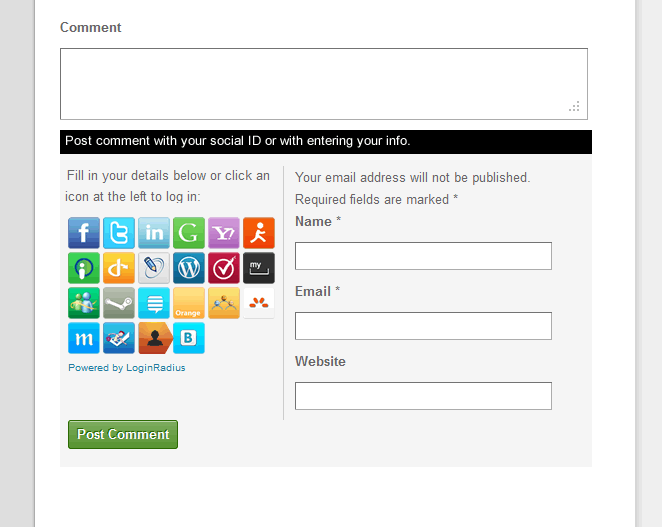 Comment
Post comment with your social ID or with entering your info.
Fill in your details below or click an
icon at the left to log in:
f t in G Y! 
my
Orange
m B
Powered by LoginRadius
Post Comment
Your email address will not be published.
Required fields are marked *
Name *
Email *
Website